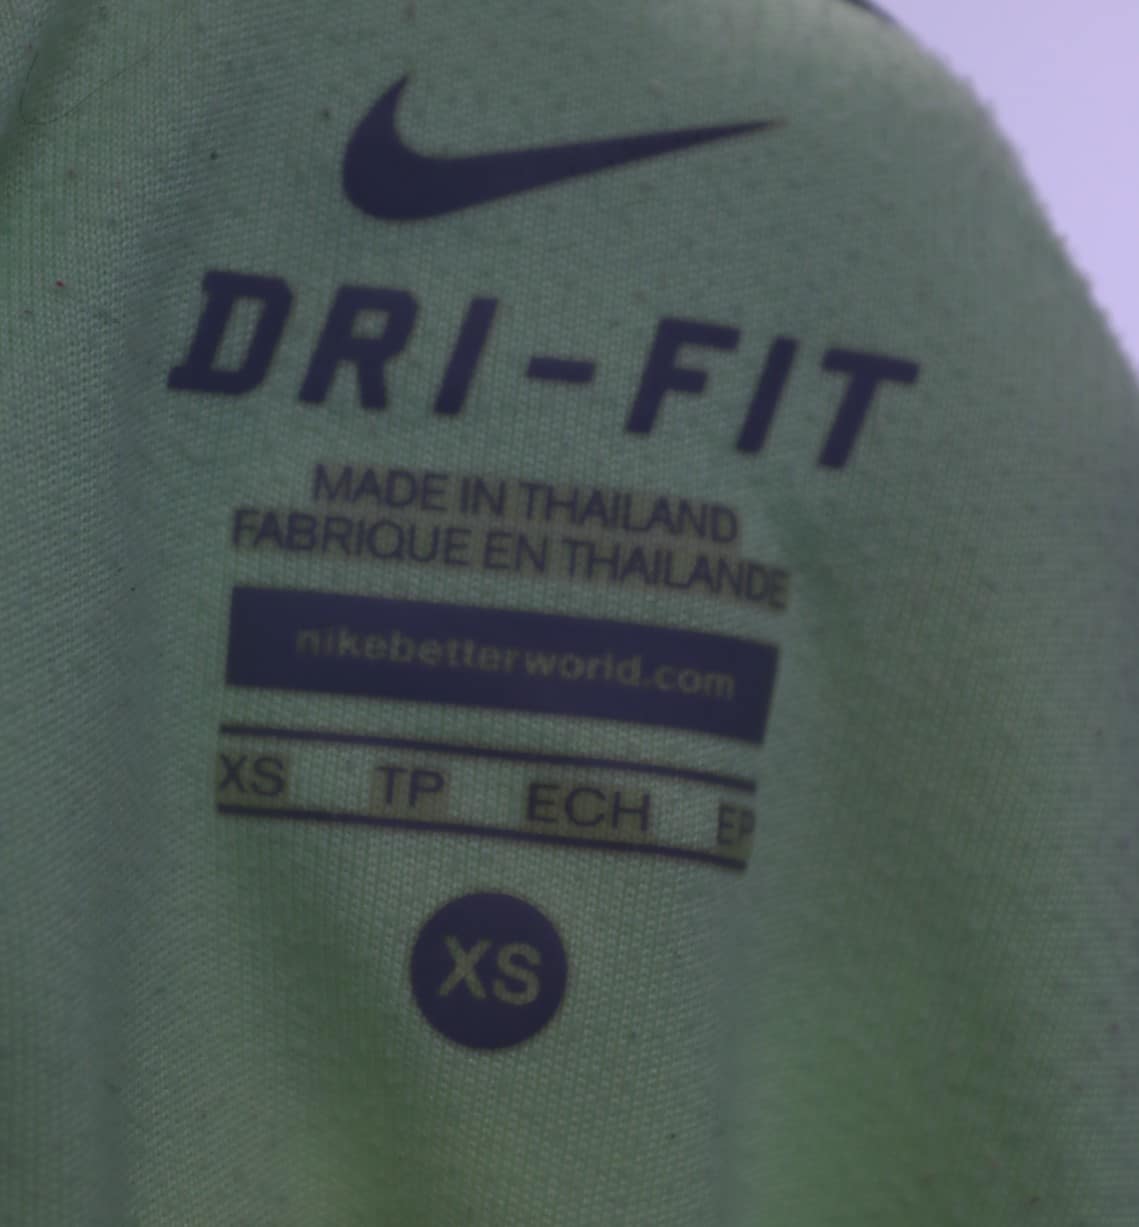 DRI-FIT
MADE IN THAILAND
FABRIQUE EN THAILANDE
nikebetterworld.com
XS TP ECH EP
XS